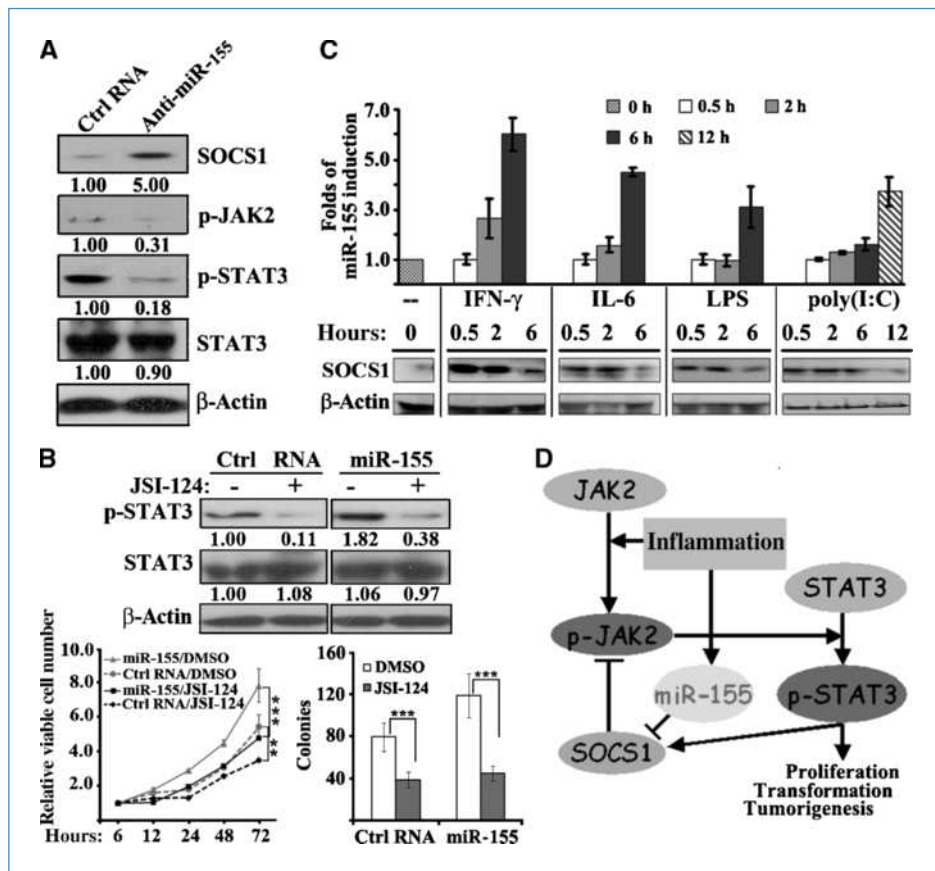 A
Ctrl RNA
Anti-miR-155
SOCS1
1.00 5.00
p-JAK2
1.00 0.31
p-STAT3
1.00 0.18
STAT3
1.00 0.90
β-Actin
C
Folds of
miR-155 induction
7.0
5.0
3.0
1.0
0 h
0.5 h
2 h
6 h
12 h
-- IFN-γ IL-6 LPS poly(I:C)
Hours: 0 0.5 2 6 0.5 2 6 0.5 2 6 0.5 2 6 12
SOCS1
β-Actin
B
Ctrl RNA miR-155
JSI-124: - + - +
p-STAT3
1.00 0.11 1.82 0.38
STAT3
1.00 1.08 1.06 0.97
β-Actin
Relative viable cell number
10.0
8.0
6.0
4.0
2.0
miR-155/DMSO
Ctrl RNA/DMSO
miR-155/JSI-124
Ctrl RNA/JSI-124
***
**
Hours: 6 12 24 48 72
Colonies
160
120
80
40
DMSO
JSI-124
***
***
Ctrl RNA miR-155
D
JAK2
Inflammation
STAT3
p-JAK2
miR-155
p-STAT3
SOCS1
Proliferation
Transformation
Tumorigenesis